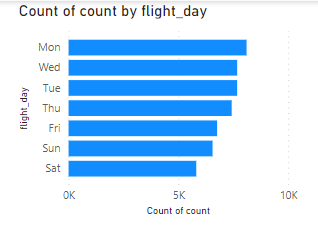 Count of count by flight_day
Mon
Wed
Tue
Thu
Fri
Sun
Sat
flight_day
0K 5K 10K
Count of count